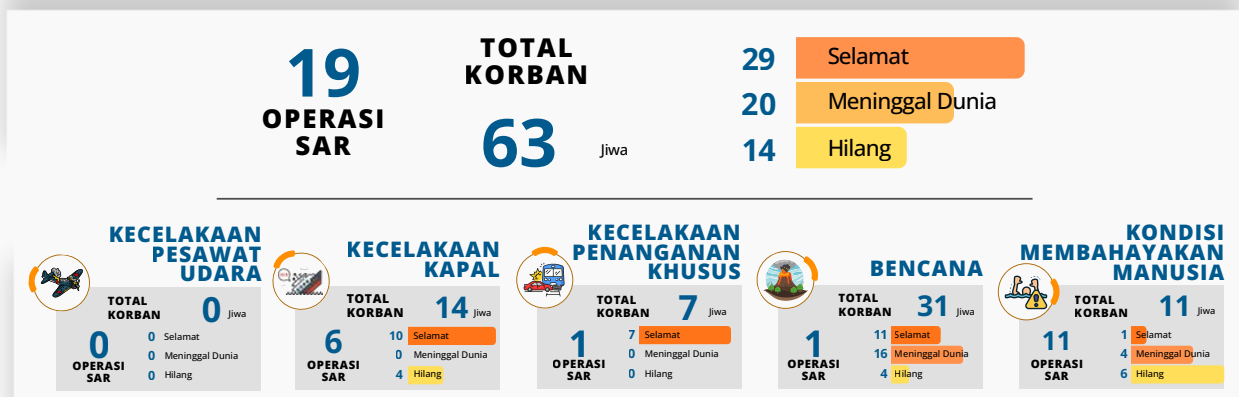 19
OPERASI
SAR
TOTAL
KORBAN
63 Jiwa
29 Selamat
20 Meninggal Dunia
14 Hilang
KECELAKAAN
PESAWAT
UDARA
TOTAL
KORBAN
0 Jiwa
0
OPERASI
SAR
0 Selamat
0 Meninggal Dunia
0 Hilang
KECELAKAAN
KAPAL
TOTAL
KORBAN
14 Jiwa
6
OPERASI
SAR
10 Selamat
0 Meninggal Dunia
4 Hilang
KECELAKAAN
PENANGANAN
KHUSUS
TOTAL
KORBAN
7 Jiwa
1
OPERASI
SAR
7 Selamat
0 Meninggal Dunia
0 Hilang
BENCANA
TOTAL
KORBAN
31 Jiwa
1
OPERASI
SAR
11 Selamat
16 Meninggal Dunia
4 Hilang
KONDISI
MEMBAHAYAKAN
MANUSIA
TOTAL
KORBAN
11 Jiwa
11
OPERASI
SAR
1 Selamat
4 Meninggal Dunia
6 Hilang